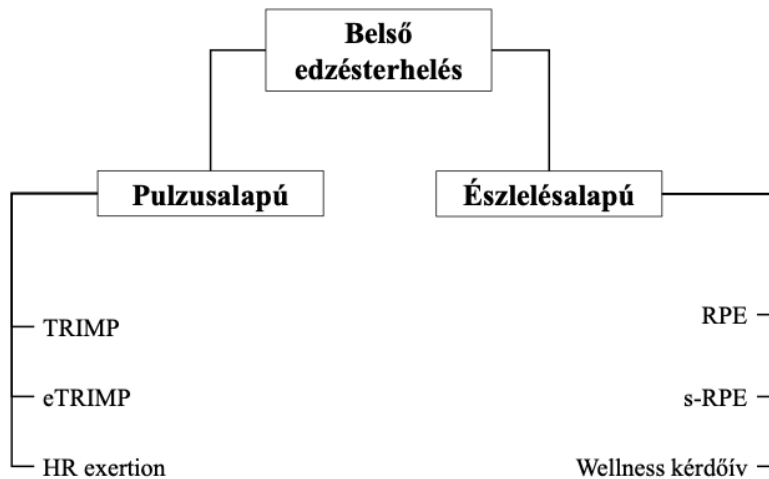 Belső
edzésterhelés
Pulzusalapú
Észlelésalapú
TRIMP
eTRIMP
HR exertion
RPE
s-RPE
Wellness kérdőív